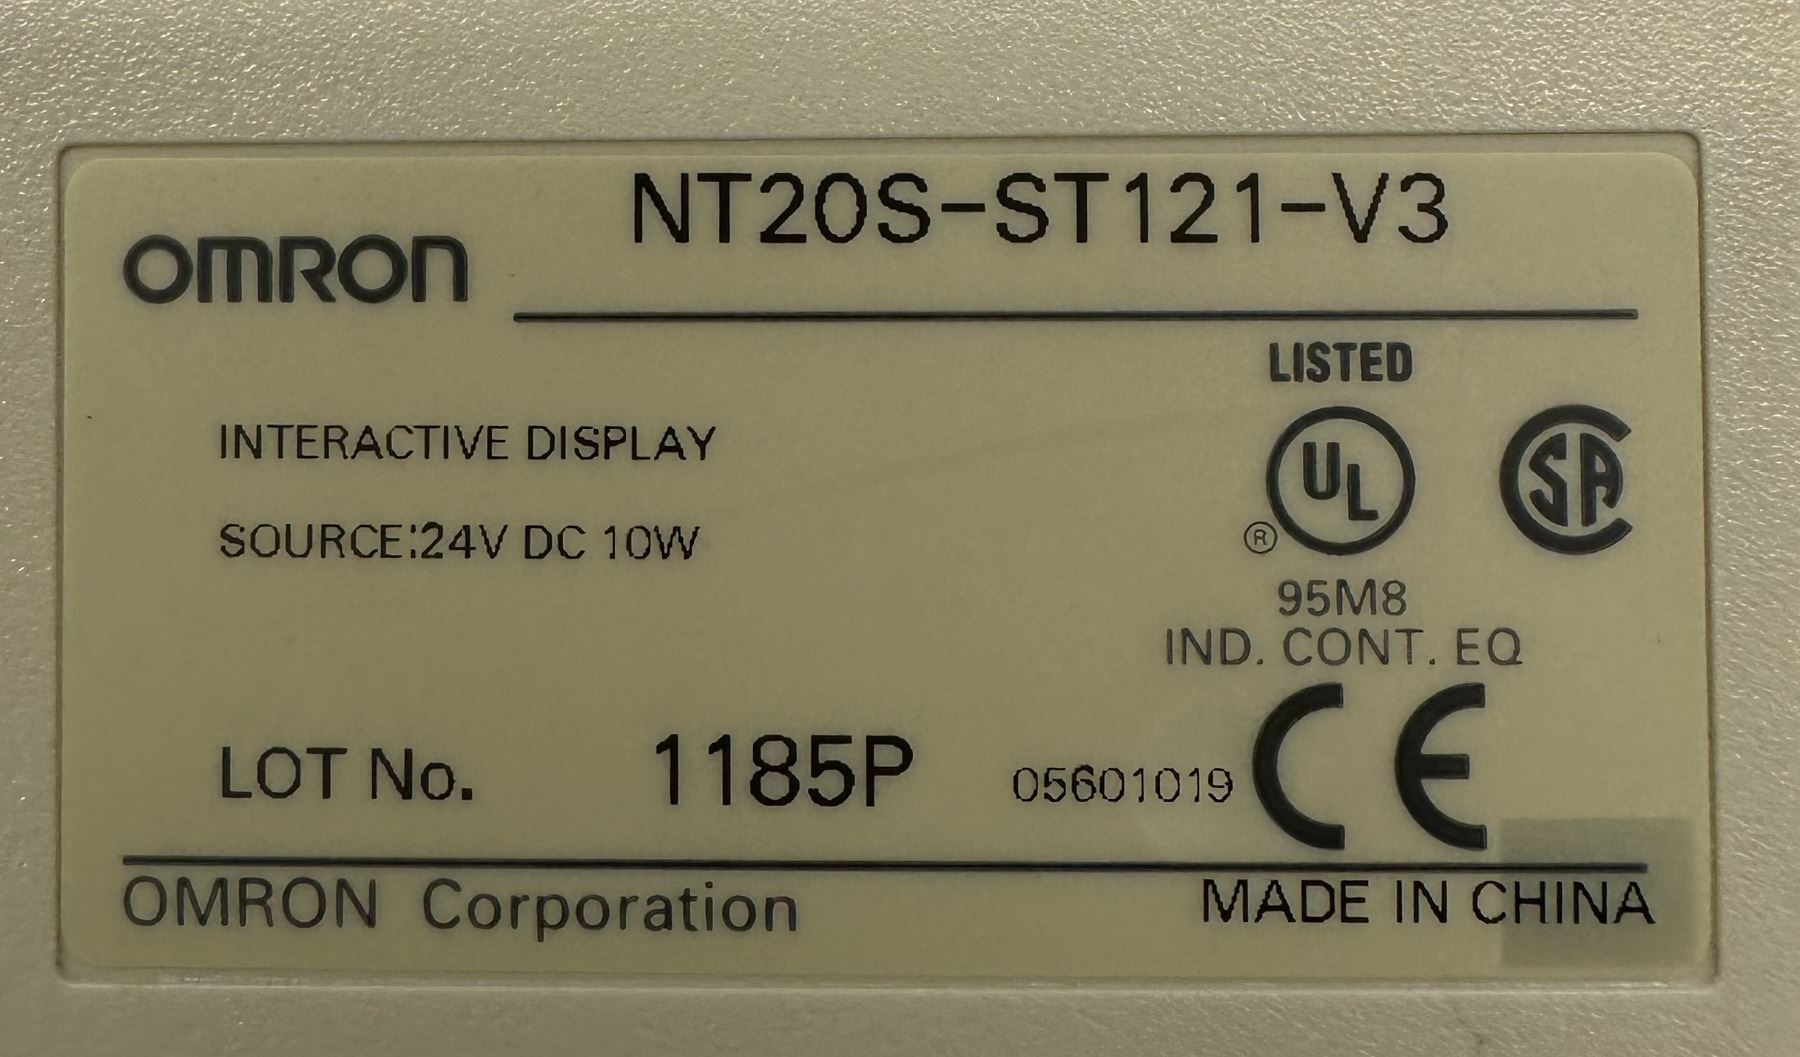 NT20S-ST121-V3
OMRON
LISTED
INTERACTIVE DISPLAY
UL
SA
®
SOURCE:24V DC 10W
95M8
IND. CONT. EQ
LOT No. 1185P 05601019 CE
OMRON Corporation MADE IN CHINA